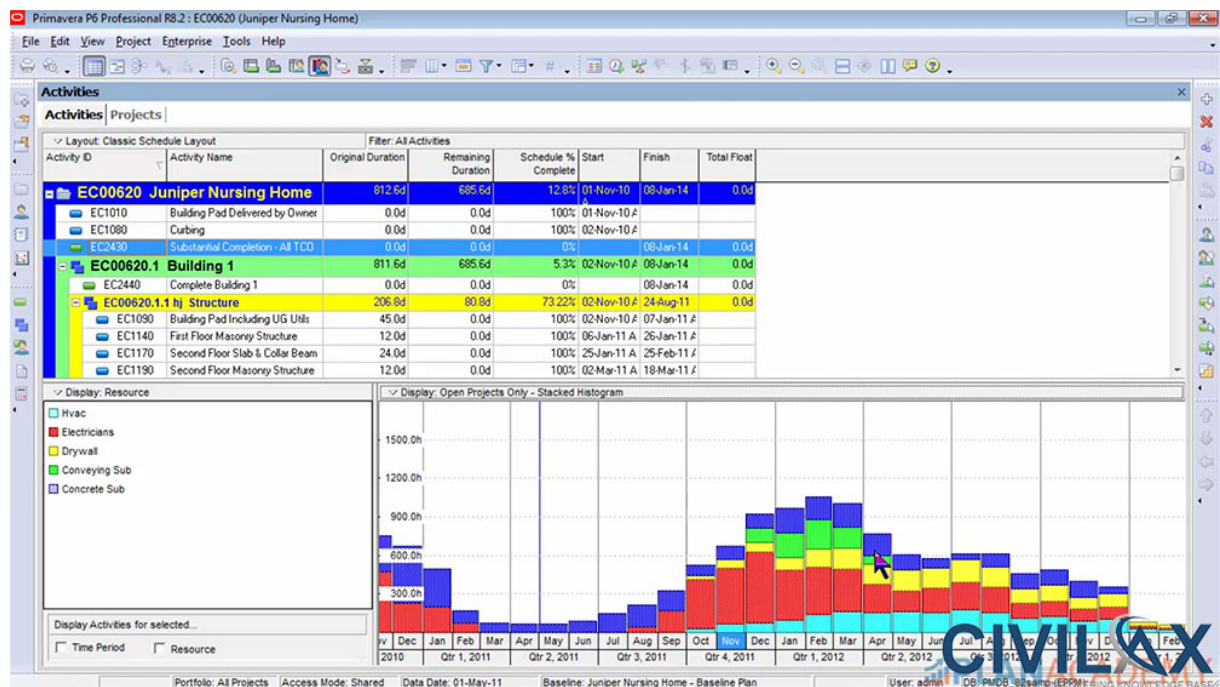 Primavera P6 Professional R8.2 : EC00620 (Juniper Nursing Home)
File Edit View Project Enterprise Tools Help
Activities
Activities Projects
Layout: Classic Schedule Layout Filter: All Activities
Activity ID Activity Name Original Duration Remaining Duration Schedule % Complete Start Finish Total Float
EC00620 Juniper Nursing Home 812.6d 685.6d 12.8% 01-Nov-10 A 08-Jan-14 0.0d
EC1010 Building Pad Delivered by Owner 0.0d 0.0d 100% 01-Nov-10 A
EC1080 Curbing 0.0d 0.0d 100% 02-Nov-10 A
EC2430 Substantial Completion - All TCO 0.0d 0.0d 0% 08-Jan-14 0.0d
EC00620.1 Building 1 811.6d 685.6d 5.3% 02-Nov-10 A 08-Jan-14 0.0d
EC2440 Complete Building 1 0.0d 0.0d 0% 08-Jan-14 0.0d
EC00620.1.1 hj Structure 206.8d 80.8d 73.22% 02-Nov-10 A 24-Aug-11 0.0d
EC1090 Building Pad Including UG Utils 45.0d 0.0d 100% 02-Nov-10 A 07-Jan-11 A
EC1140 First Floor Masonry Structure 12.0d 0.0d 100% 06-Jan-11 A 26-Jan-11 A
EC1170 Second Floor Slab & Collar Beam 24.0d 0.0d 100% 25-Jan-11 A 25-Feb-11 A
EC1190 Second Floor Masonry Structure 12.0d 0.0d 100% 02-Mar-11 A 18-Mar-11 A
Display: Resource Display: Open Projects Only - Stacked Histogram
Hvac
Electricians
Drywall
Conveying Sub
Concrete Sub
1500.0h
1200.0h
900.0h
600.0h
300.0h
Display Activities for selected...
Time Period Resource
Dec Jan Feb Mar Apr May Jun Jul Aug Sep Oct Nov Dec Jan Feb Mar Apr May Jun Jul Feb
2010 Qtr 1, 2011 Qtr 2, 2011 Qtr 3, 2011 Qtr 4, 2011 Qtr 1, 2012 Qtr 2, 2012
CIVILAX
Portfolio: All Projects Access Mode: Shared Data Date: 01-May-11 Baseline: Juniper Nursing Home - Baseline Plan User: admin